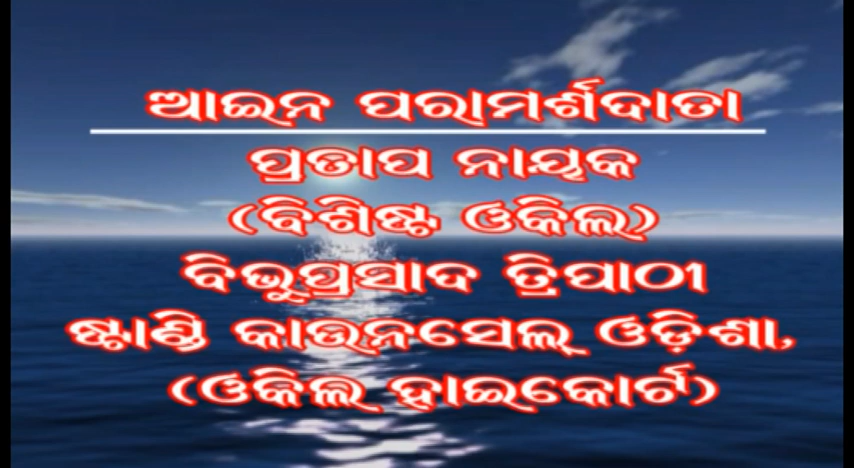 ଆଇନ ପରାମର୍ଶଦାତା
ପ୍ରତାପ ନାୟକ
(ବିଶିଷ୍ଟ ଓକିଲ)
ବିଭୁପ୍ରସାଦ ତ୍ରିପାଠୀ
ଷ୍ଟାଣ୍ଡି କାଉନସେଲ୍ ଓଡ଼ିଶା,
(ଓକିଲ ହାଇକୋର୍ଟ)